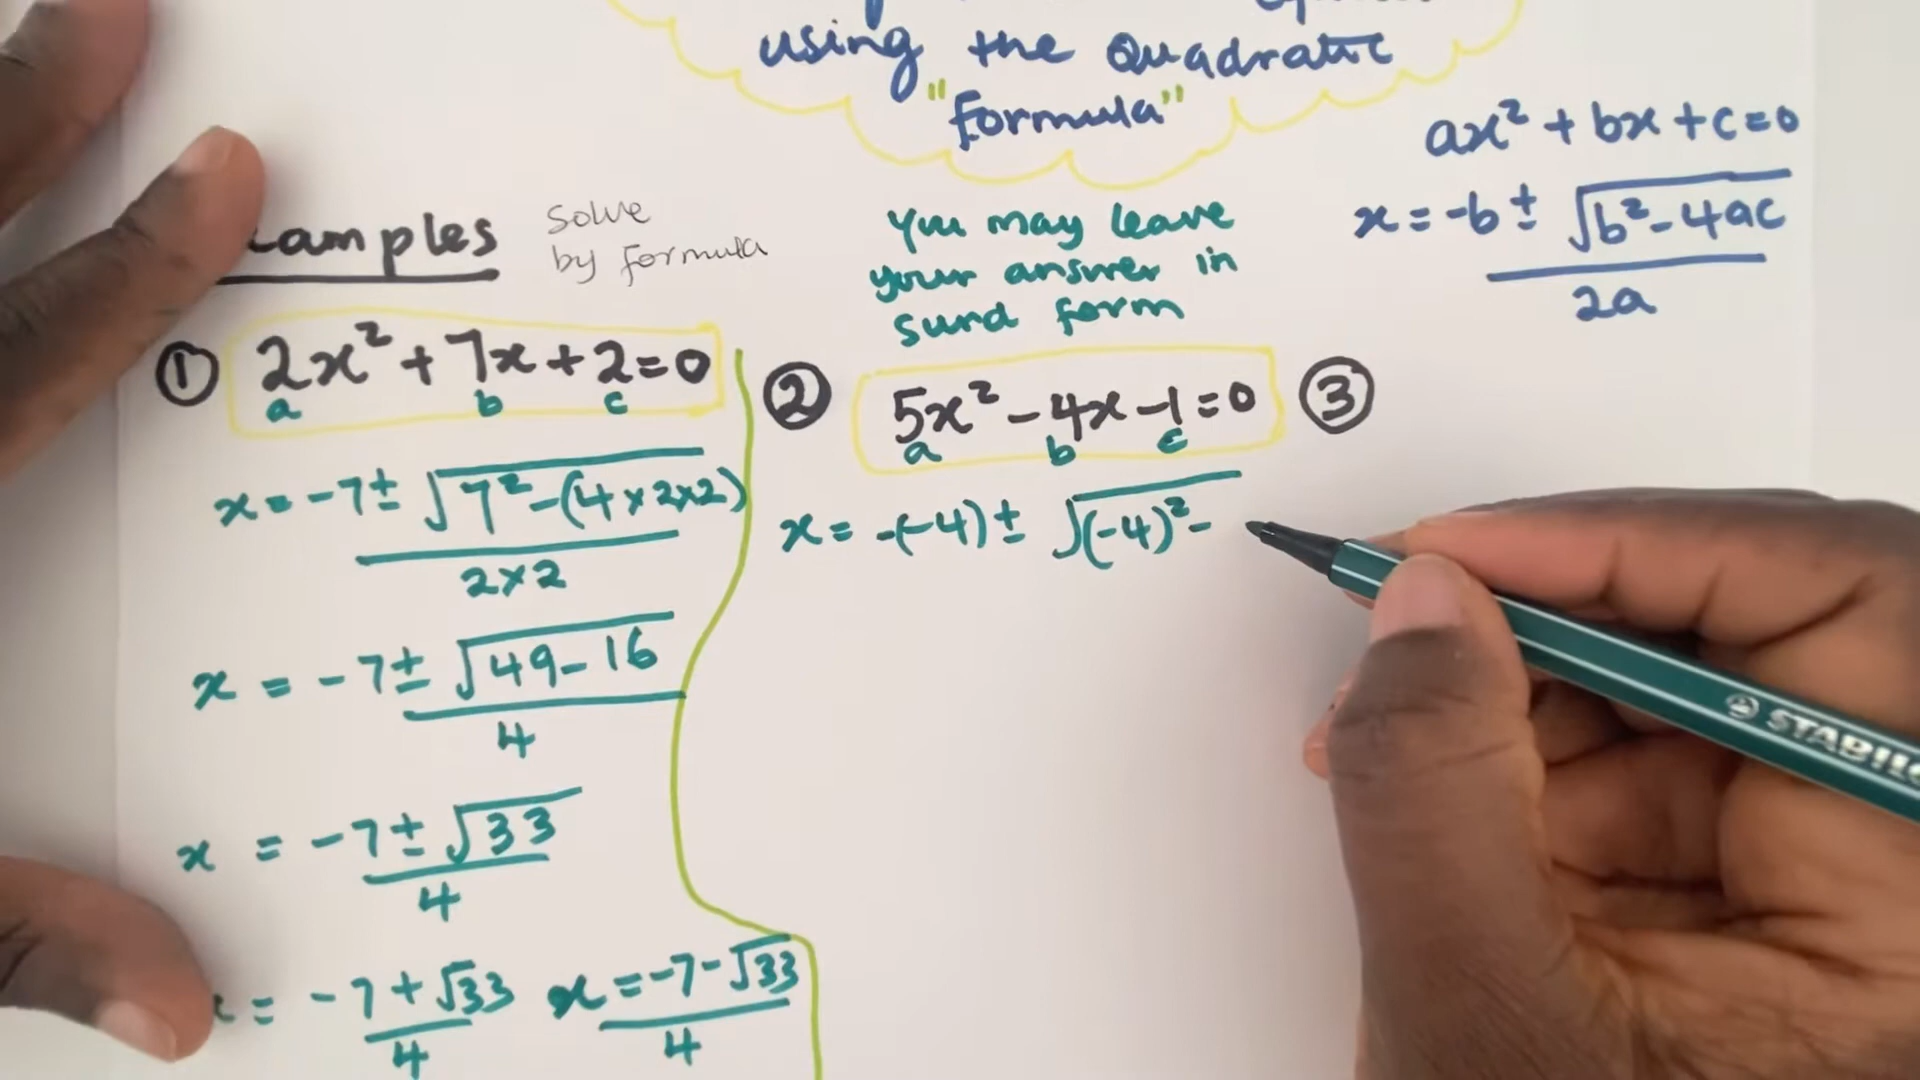 using the Quadratic
"Formula"
ax² + bx + c = 0
x = -b ± √b² - 4ac
2a
Solve
by formula
You may leave
your answer in
surd form
① 2x² + 7x + 2 = 0
a b c
x = -7 ± √7² - (4 × 2 × 2)
2 × 2
x = -7 ± √49 - 16
4
x = -7 ± √33
4
= -7 + √33
4
x = -7 - √33
4
② 5x² - 4x - 1 = 0
a b c
x = -(-4) ± √(-4)² -
③